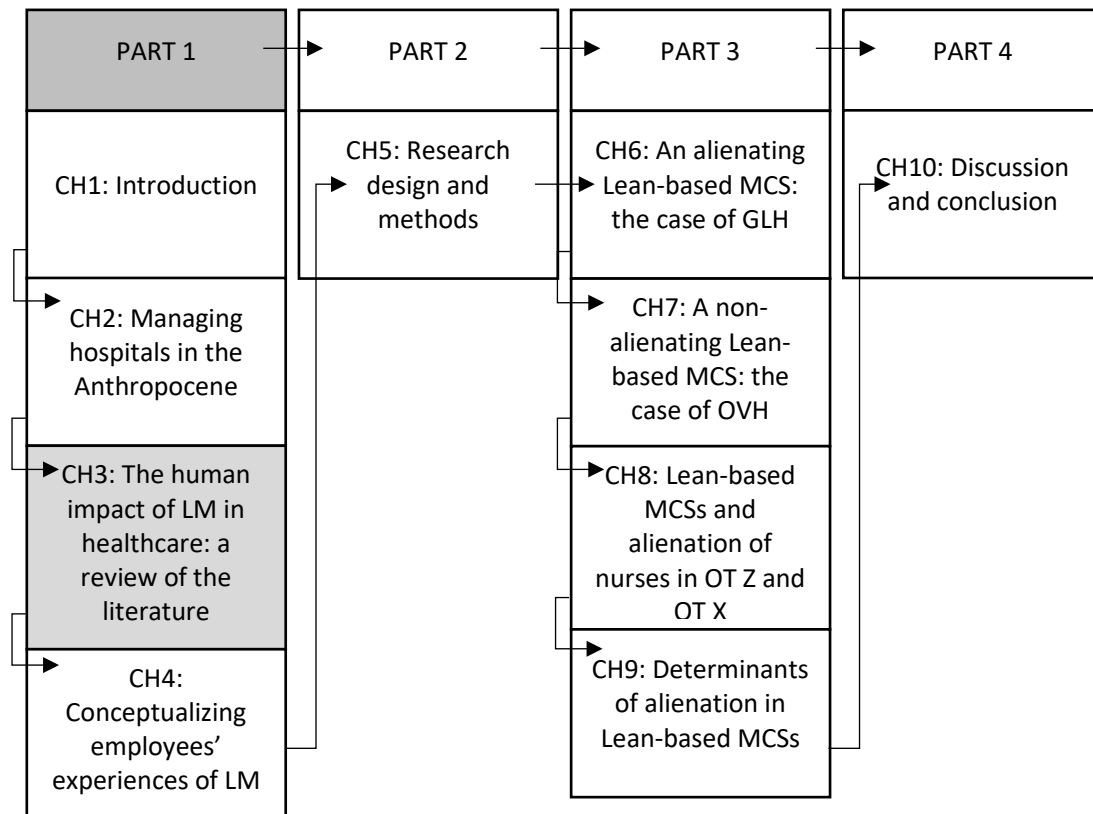 PART 1
CH1: Introduction
CH2: Managing
hospitals in the
Anthropocene
CH3: The human
impact of LM in
healthcare: a
review of the
literature
CH4:
Conceptualizing
employees’
experiences of LM
PART 2
CH5: Research
design and
methods
PART 3
CH6: An alienating
Lean-based MCS:
the case of GLH
CH7: A non-
alienating Lean-
based MCS: the
case of OVH
CH8: Lean-based
MCSs and
alienation of
nurses in OT Z and
OT X
CH9: Determinants
of alienation in
Lean-based MCSs
PART 4
CH10: Discussion
and conclusion